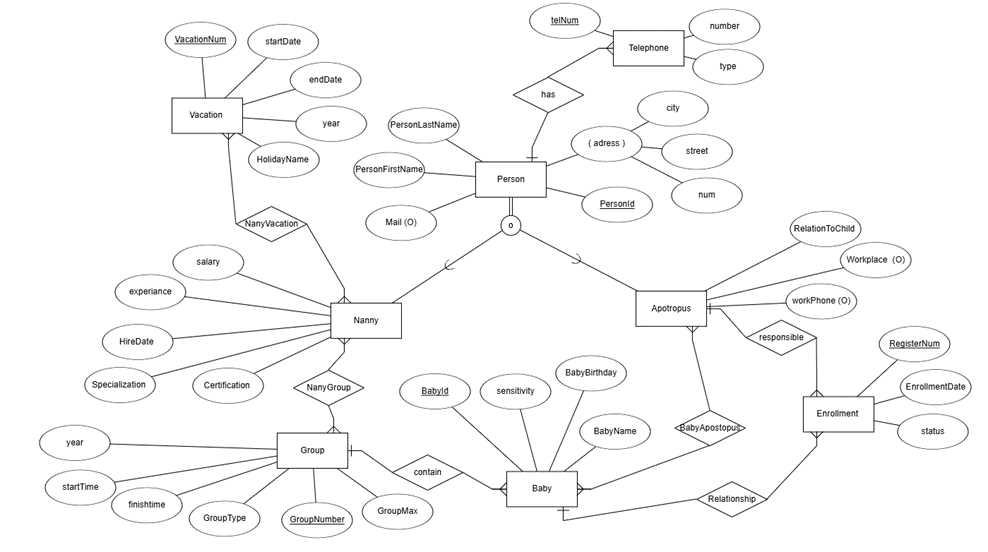 telNum
number
Telephone
type
VacationNum
startDate
endDate
Vacation
year
HolidayName
has
city
PersonLastName
( adress )
street
PersonFirstName
Person
num
Mail (O)
PersonId
o
NanyVacation
RelationToChild
salary
Workplace (O)
experiance
workPhone (O)
Nanny
Apotropus
HireDate
responsible
RegisterNum
Specialization
Certification
NanyGroup
BabyId
sensitivity
BabyBirthday
EnrollmentDate
Enrollment
year
BabyApostopus
BabyName
status
Group
contain
startTime
Baby
Relationship
finishtime
GroupType
GroupNumber
GroupMax